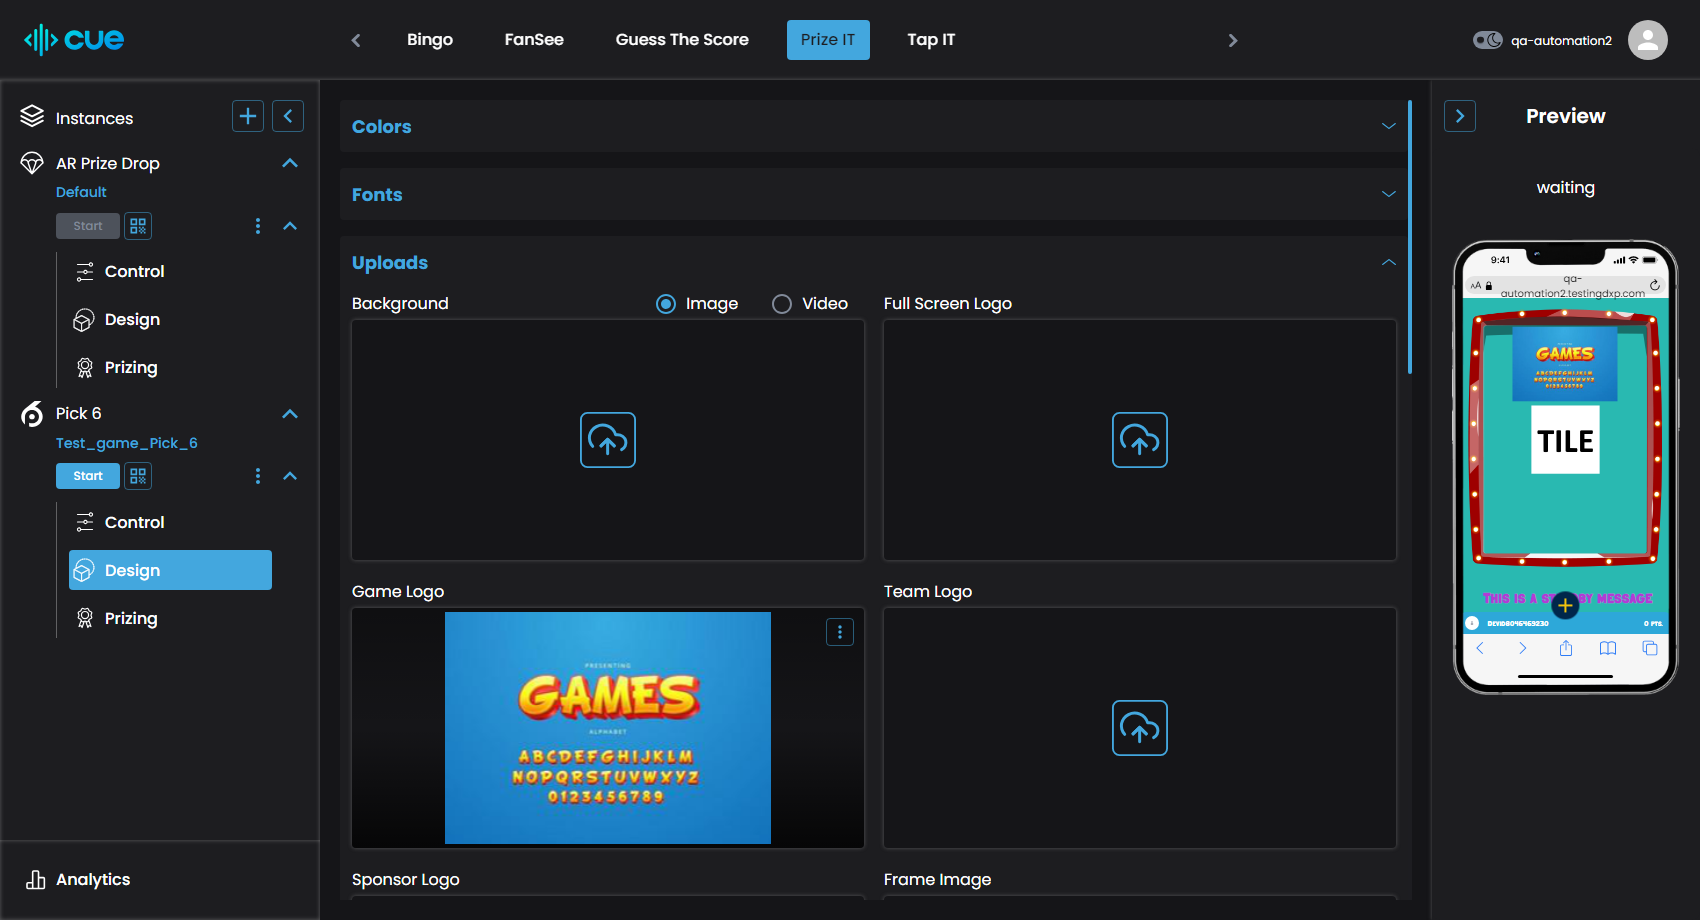 cue
Bingo
FanSee
Guess The Score
Prize IT
Tap IT
qa-automation2
Instances
AR Prize Drop
Default
Start
Control
Design
Prizing
Pick 6
Test_game_Pick_6
Start
Control
Design
Prizing
Analytics
Colors
Fonts
Uploads
Background
Image
Video
Full Screen Logo
Game Logo
PRESENTING
GAMES
ALPHABET
ABCDEFGHIJKLM
NOPQRSTUVWXYZ
0123456789
Team Logo
Sponsor Logo
Frame Image
Preview
waiting
9:41
AA
qa-
automation2.testingdxp.com
GAMES
ABCDEFGHIJKLM
NOPQRSTUVWXYZ
0123456789
TILE
THIS IS A ST BY MESSAGE
0 PTS.